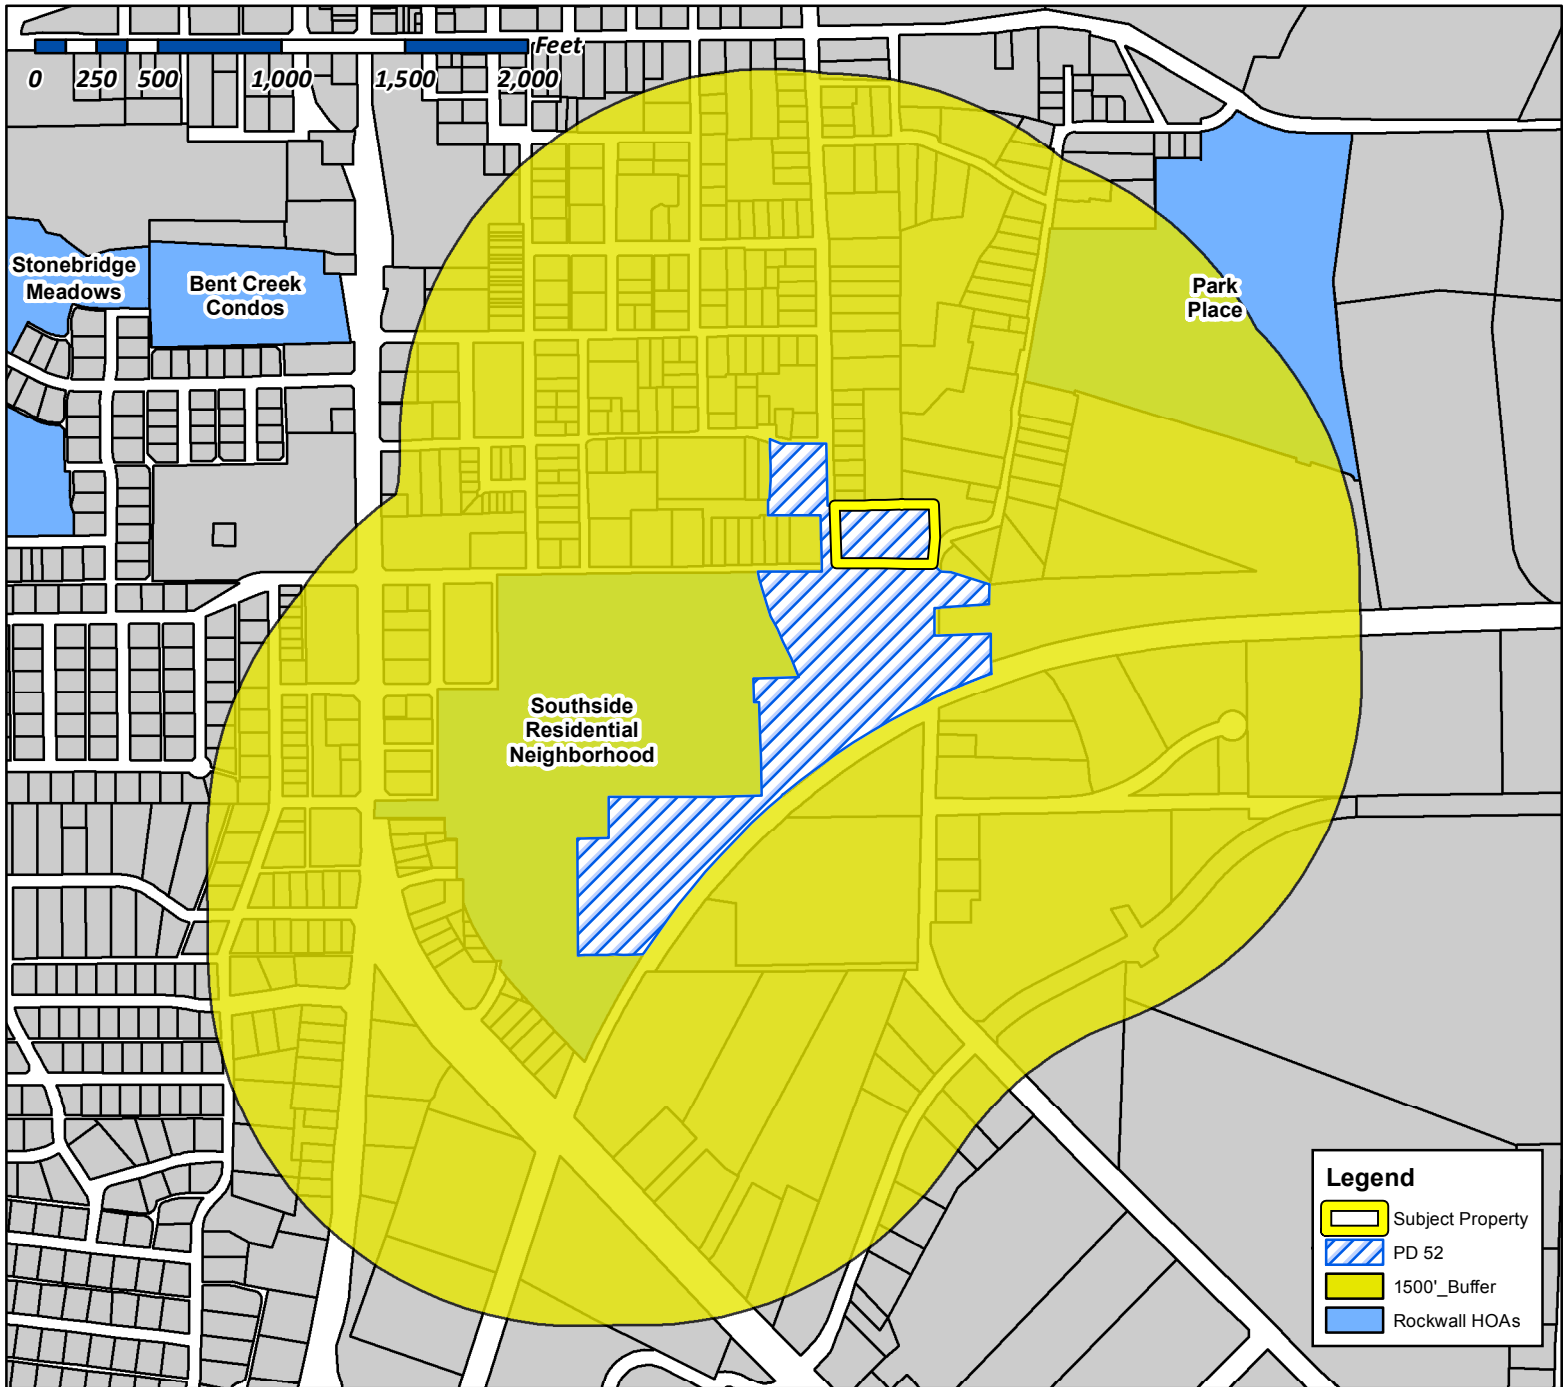 Feet
0 250 500 1,000 1,500 2,000
Stonebridge
Meadows
Bent Creek
Condos
Park
Place
Southside
Residential
Neighborhood
Legend
Subject Property
PD 52
1500'_Buffer
Rockwall HOAs